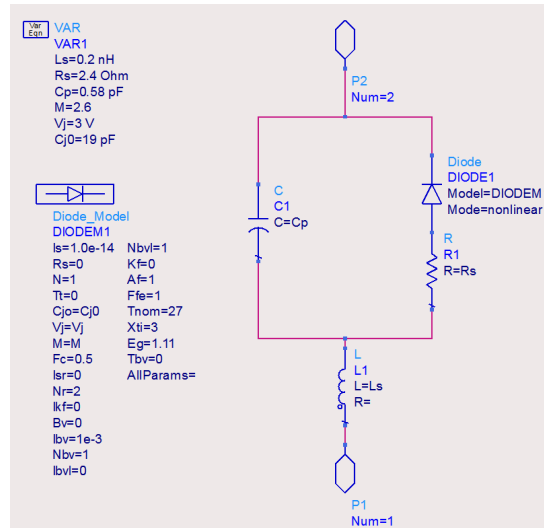 Var
Eqn
VAR
VAR1
Ls=0.2 nH
Rs=2.4 Ohm
Cp=0.58 pF
M=2.6
Vj=3 V
Cj0=19 pF
Diode_Model
DIODEM1
Is=1.0e-14
Rs=0
N=1
Tt=0
Cjo=Cj0
Vj=Vj
M=M
Fc=0.5
Isr=0
Nr=2
Ikf=0
Bv=0
Ibv=1e-3
Nbv=1
Ibvl=0
Nbvl=1
Kf=0
Af=1
Ffe=1
Tnom=27
Xti=3
Eg=1.11
Tbv=0
AllParams=
P2
Num=2
C
C1
C=Cp
Diode
DIODE1
Model=DIODEM
Mode=nonlinear
R
R1
R=Rs
L
L1
L=Ls
R=
P1
Num=1